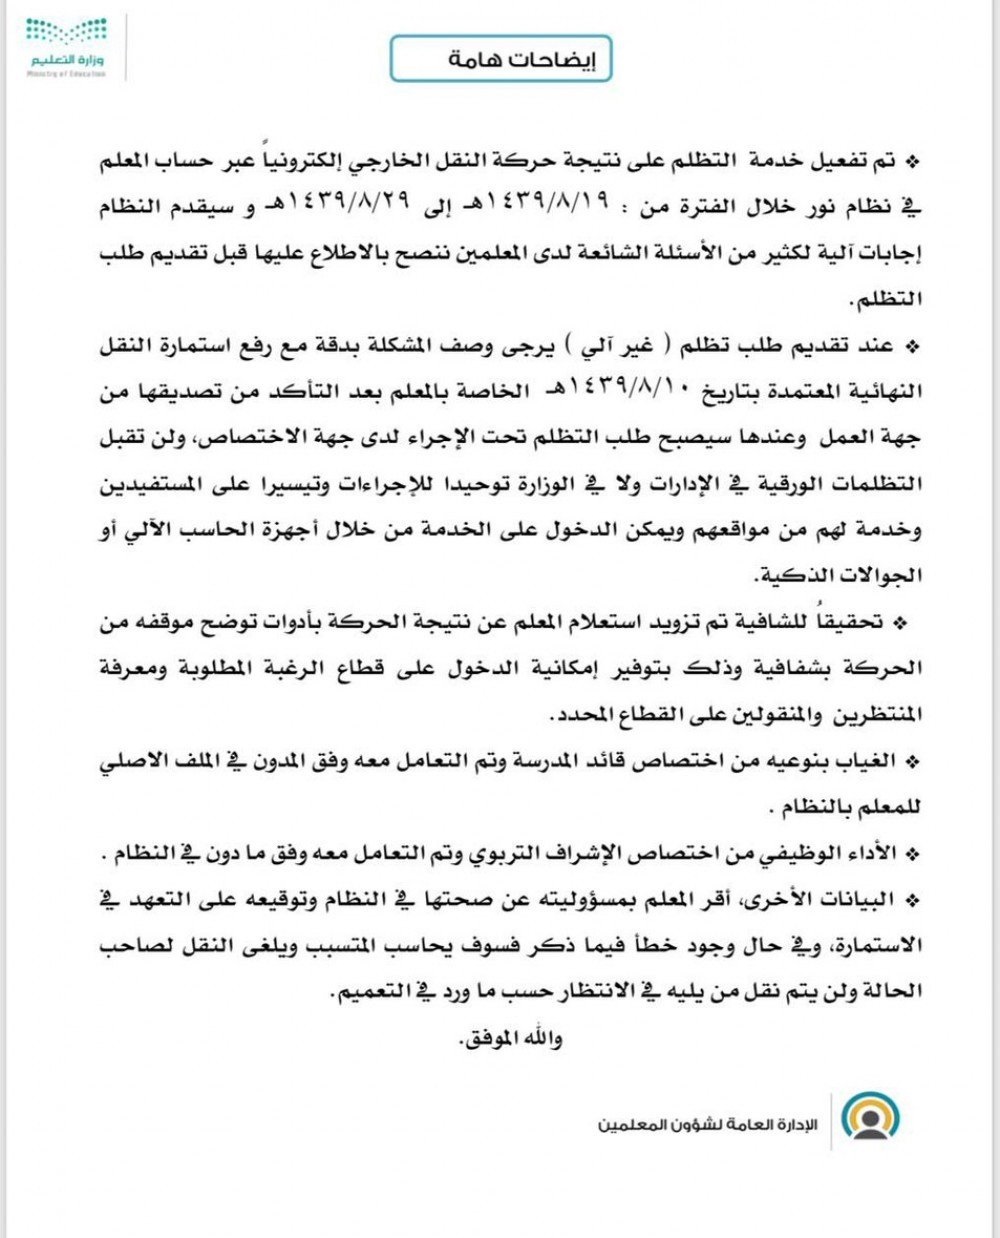 وزارة التعليم
Ministry of Education
إيضاحات هامة
❖ تم تفعيل خدمة التظلم على نتيجة حركة النقل الخارجي إلكترونياً عبر حساب المعلم
في نظام نور خلال الفترة من : ١٤٣٩/٨/١٩هـ إلى ١٤٣٩/٨/٢٩هـ و سيقدم النظام
إجابات آلية لكثير من الأسئلة الشائعة لدى المعلمين ننصح بالاطلاع عليها قبل تقديم طلب
التظلم.
❖ عند تقديم طلب تظلم ( غير آلي ) يرجى وصف المشكلة بدقة مع رفع استمارة النقل
النهائية المعتمدة بتاريخ ١٤٣٩/٨/١٠هـ الخاصة بالمعلم بعد التأكد من تصديقها من
جهة العمل وعندها سيصبح طلب التظلم تحت الإجراء لدى جهة الاختصاص، ولن تقبل
التظلمات الورقية في الإدارات ولا في الوزارة توحيدا للإجراءات وتيسيرا على المستفيدين
وخدمة لهم من مواقعهم ويمكن الدخول على الخدمة من خلال أجهزة الحاسب الآلي أو
الجوالات الذكية.
❖ تحقيقاُ للشافية تم تزويد استعلام المعلم عن نتيجة الحركة بأدوات توضح موقفه من
الحركة بشفافية وذلك بتوفير إمكانية الدخول على قطاع الرغبة المطلوبة ومعرفة
المنتظرين والمنقولين على القطاع المحدد.
❖ الغياب بنوعيه من اختصاص قائد المدرسة وتم التعامل معه وفق المدون في الملف الاصلي
للمعلم بالنظام .
❖ الأداء الوظيفي من اختصاص الإشراف التربوي وتم التعامل معه وفق ما دون في النظام .
❖ البيانات الأخرى، أقر المعلم بمسؤوليته عن صحتها في النظام وتوقيعه على التعهد في
الاستمارة، وفي حال وجود خطأ فيما ذكر فسوف يحاسب المتسبب ويلغى النقل لصاحب
الحالة ولن يتم نقل من يليه في الانتظار حسب ما ورد في التعميم.
والله الموفق.
الإدارة العامة لشؤون المعلمين